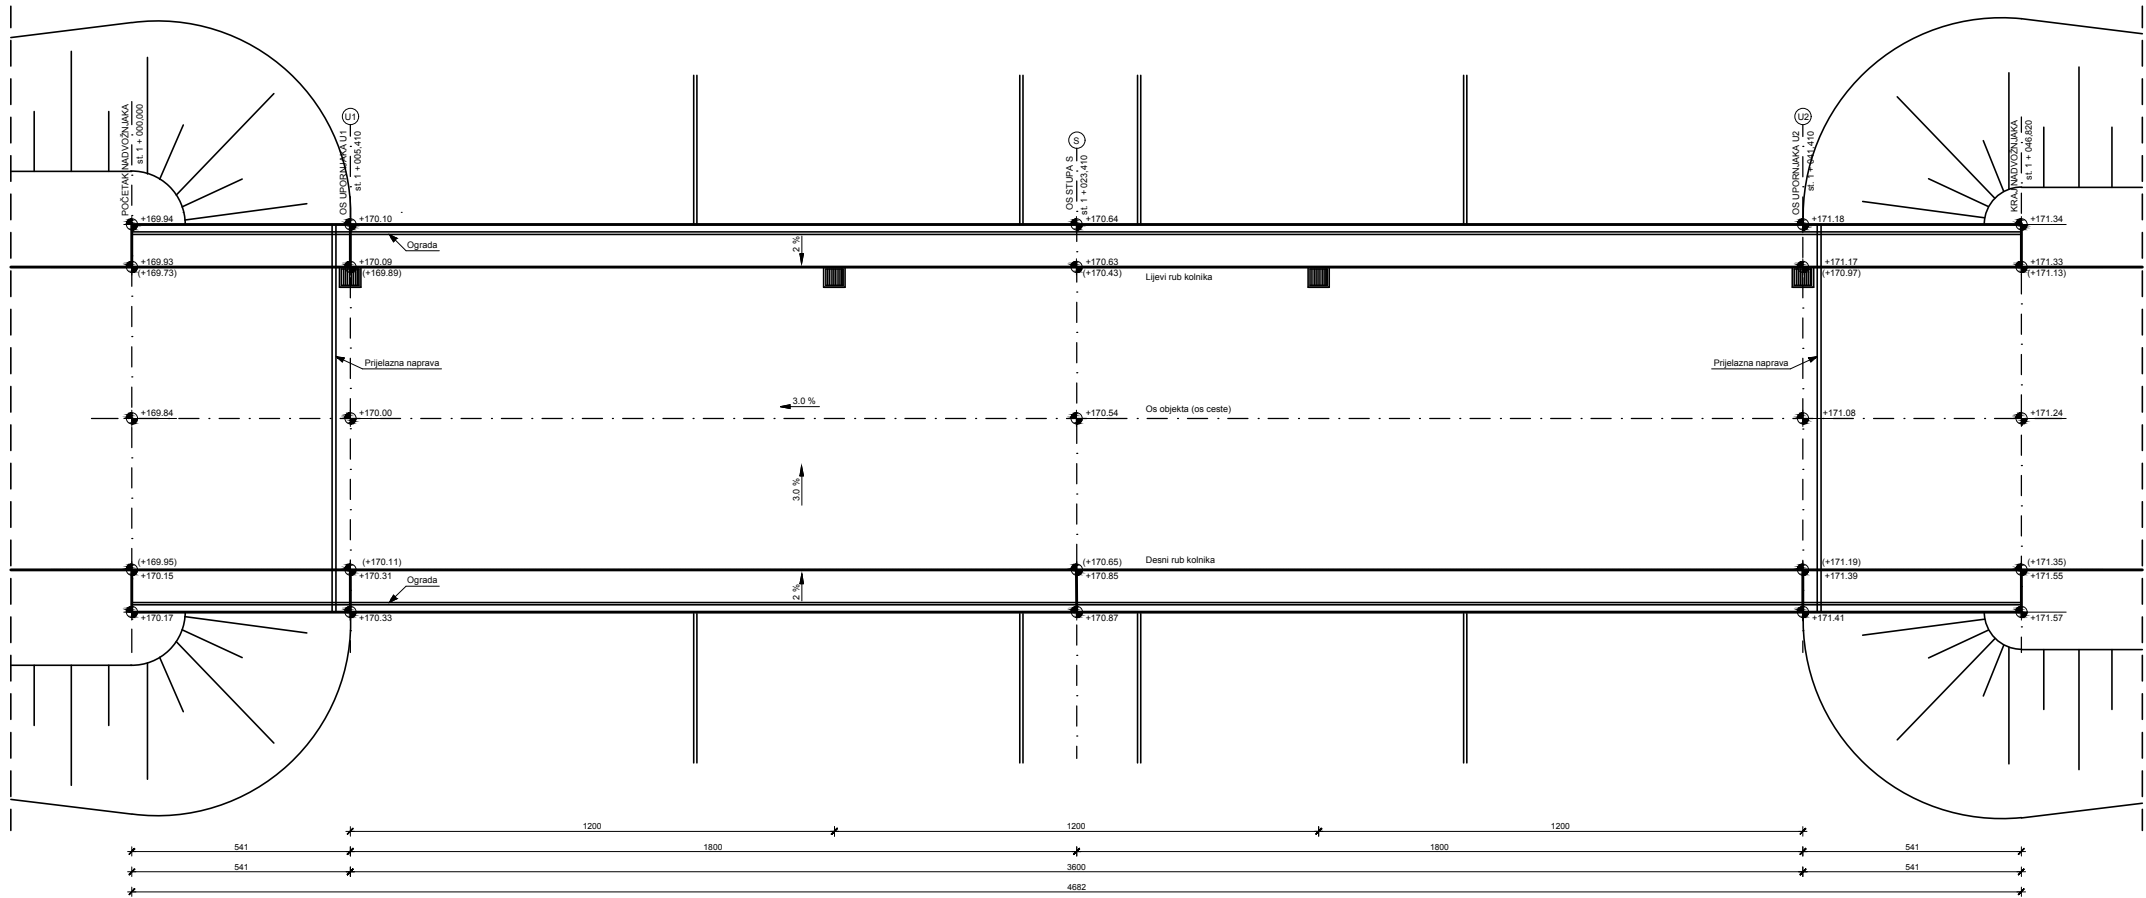 POČETAK NADVOŽNJAKA
st. 1 + 000,000
U1
OS UPORNJAKA U1
st. 1 + 005,410
S
OS STUPA S
st. 1 + 023,410
U2
OS UPORNJAKA U2
st. 1 + 041,410
KRAJ NADVOŽNJAKA
st. 1 + 046,820
+169.94
+170.10
+170.64
+171.18
+171.34
Ograda
2 %
+169.93
(+169.73)
+170.09
(+169.89)
+170.63
(+170.43)
+171.17
(+170.97)
+171.33
(+171.13)
Lijevi rub kolnika
Prijelazna naprava
Prijelazna naprava
3.0 %
+169.84
+170.00
+170.54
Os objekta (os ceste)
+171.08
+171.24
3.0 %
(+169.95)
+170.15
(+170.11)
+170.31
(+170.65)
+170.85
Desni rub kolnika
(+171.19)
+171.39
(+171.35)
+171.55
Ograda
2 %
+170.17
+170.33
+170.87
+171.41
+171.57
1200
1200
1200
541
1800
1800
541
541
3600
541
4682